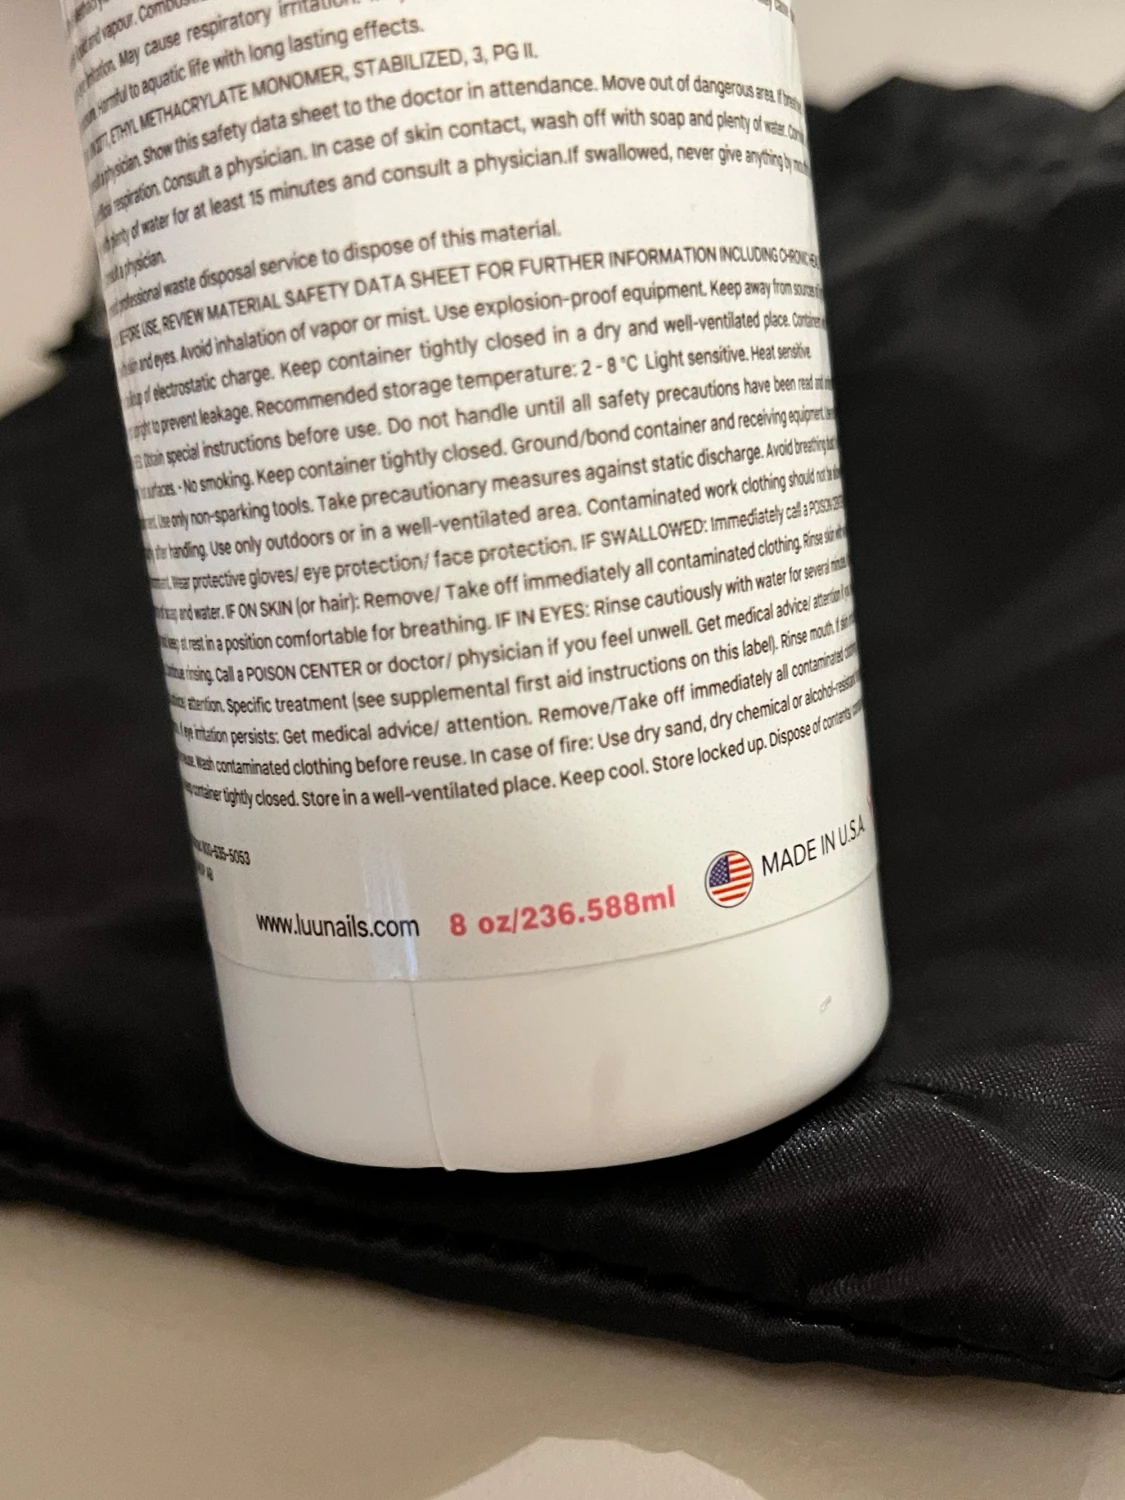 and vapour.
May cause respiratory irritation.
Harmful to aquatic life with long lasting effects.
ETHYL METHACRYLATE MONOMER, STABILIZED, 3, PG II.
physician. Show this safety data sheet to the doctor in attendance. Move out of dangerous area. If
respiration. Consult a physician. In case of skin contact, wash off with soap and plenty of water.
plenty of water for at least 15 minutes and consult a physician.If swallowed, never give anything by
a physician.
professional waste disposal service to dispose of this material.
BEFORE USE, REVIEW MATERIAL SAFETY DATA SHEET FOR FURTHER INFORMATION INCLUDING CHRONIC
skin and eyes. Avoid inhalation of vapor or mist. Use explosion-proof equipment. Keep away from sources of
of electrostatic charge. Keep container tightly closed in a dry and well-ventilated place.
to prevent leakage. Recommended storage temperature: 2 - 8 °C Light sensitive. Heat sensitive.
Obtain special instructions before use. Do not handle until all safety precautions have been read and
surfaces. - No smoking. Keep container tightly closed. Ground/bond container and receiving equipment.
Use only non-sparking tools. Take precautionary measures against static discharge. Avoid breathing
after handling. Use only outdoors or in a well-ventilated area. Contaminated work clothing should not be
Wear protective gloves/ eye protection/ face protection. IF SWALLOWED: Immediately call a POISON
soap and water. IF ON SKIN (or hair): Remove/ Take off immediately all contaminated clothing. Rinse skin
keep at rest in a position comfortable for breathing. IF IN EYES: Rinse cautiously with water for several
rinsing. Call a POISON CENTER or doctor/ physician if you feel unwell. Get medical advice/ attention
attention. Specific treatment (see supplemental first aid instructions on this label). Rinse mouth. If
If eye irritation persists: Get medical advice/ attention. Remove/Take off immediately all contaminated
Wash contaminated clothing before reuse. In case of fire: Use dry sand, dry chemical or alcohol-resistant
container tightly closed. Store in a well-ventilated place. Keep cool. Store locked up. Dispose of contents
www.luunails.com 8 oz/236.588ml MADE IN U.S.A.